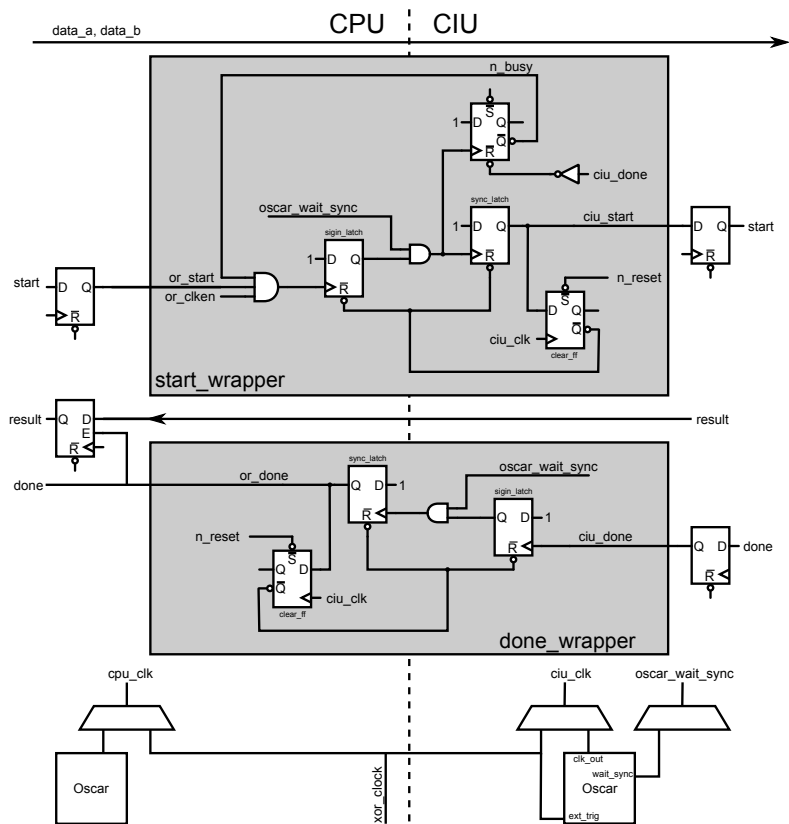 CPU
CIU
data_a, data_b
n_busy
S
1
D
Q
Q
R
ciu_done
oscar_wait_sync
sync_latch
ciu_start
1
D
Q
R
D
Q
start
R
sigin_latch
1
D
Q
R
start
D
Q
or_start
or_clken
R
n_reset
S
D
Q
Q
ciu_clk
clear_ff
start_wrapper
result
Q
D
E
R
result
done
or_done
sync_latch
Q
D
1
R
oscar_wait_sync
sigin_latch
Q
D
1
R
ciu_done
Q
D
done
R
n_reset
S
Q
D
Q
ciu_clk
clear_ff
done_wrapper
cpu_clk
ciu_clk
oscar_wait_sync
Oscar
xor_clock
clk_out
wait_sync
Oscar
ext_trig